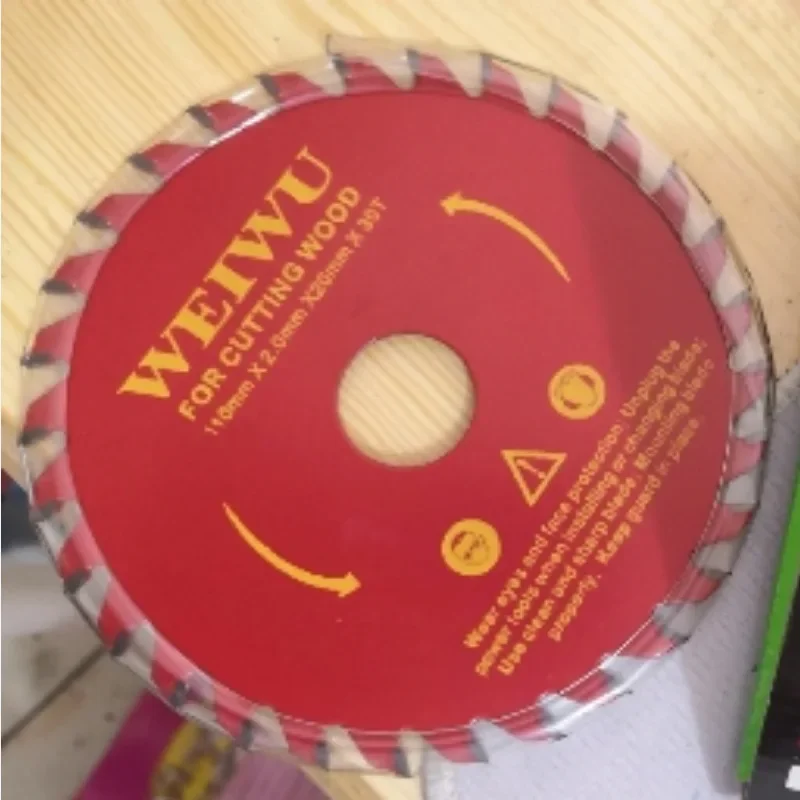 WEIWU
FOR CUTTING WOOD
110mm X 2.0mm X20mm X 30T
Wear eyes and face protection. Unplug the
power tools when installing or changing blade;
Use clean and sharp blade. Mounting blade
properly. Keep guard in place